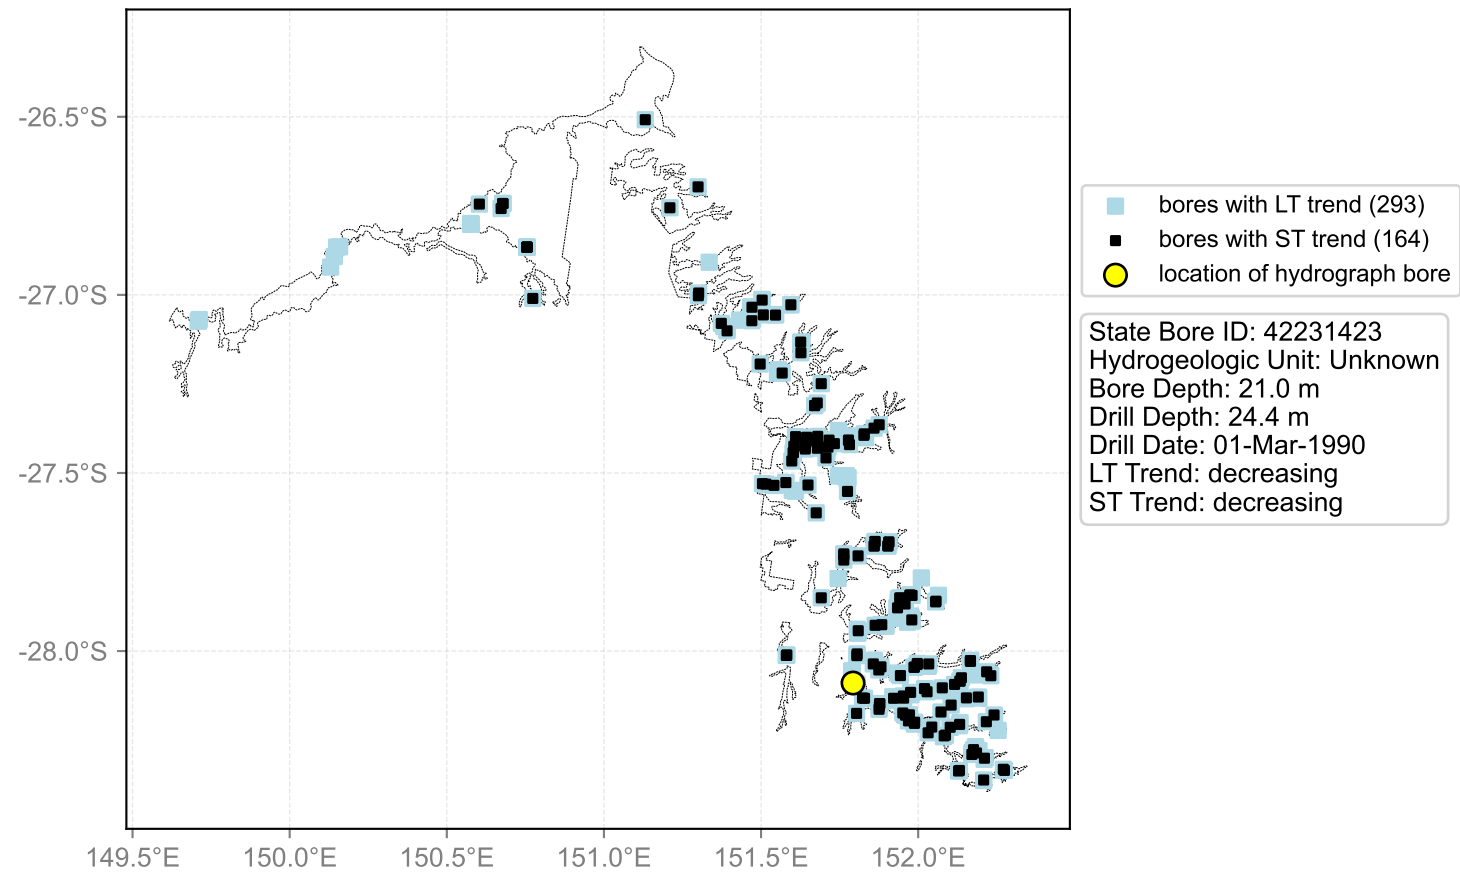 -26.5°S
-27.0°S
-27.5°S
-28.0°S
149.5°E
150.0°E
150.5°E
151.0°E
151.5°E
152.0°E
bores with LT trend (293)
bores with ST trend (164)
location of hydrograph bore
State Bore ID: 42231423
Hydrogeologic Unit: Unknown
Bore Depth: 21.0 m
Drill Depth: 24.4 m
Drill Date: 01-Mar-1990
LT Trend: decreasing
ST Trend: decreasing